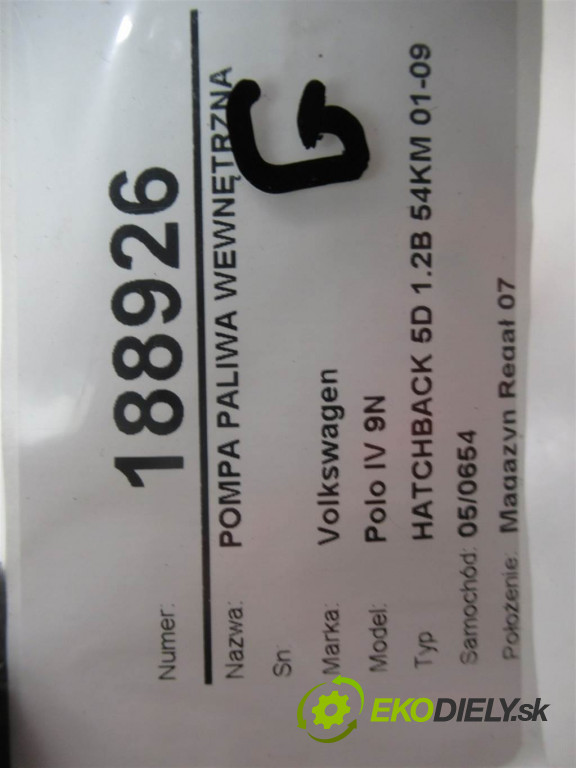 Numer: 188926
Nazwa: POMPA PALIWA WEWNĘTRZNA
G
Sn
Marka: Volkswagen
Model: Polo IV 9N
Typ HATCHBACK 5D 1.2B 54KM 01-09
Samochód: 05/0654
Położenie: Magazyn Regał 07
EKODIELY.sk